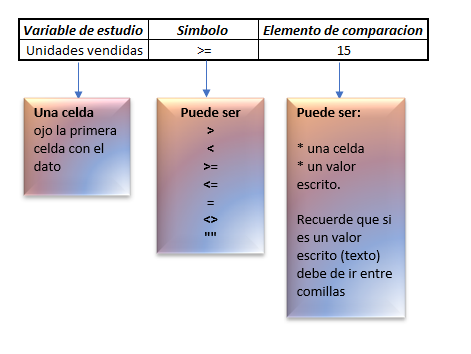 Variable de estudio Simbolo Elemento de comparacion
Unidades vendidas >= 15
Una celda
ojo la primera
celda con el
dato
Puede ser
>
<
>=
<=
=
<>
""
Puede ser:
* una celda
* un valor
escrito.
Recuerde que si
es un valor
escrito (texto)
debe de ir entre
comillas